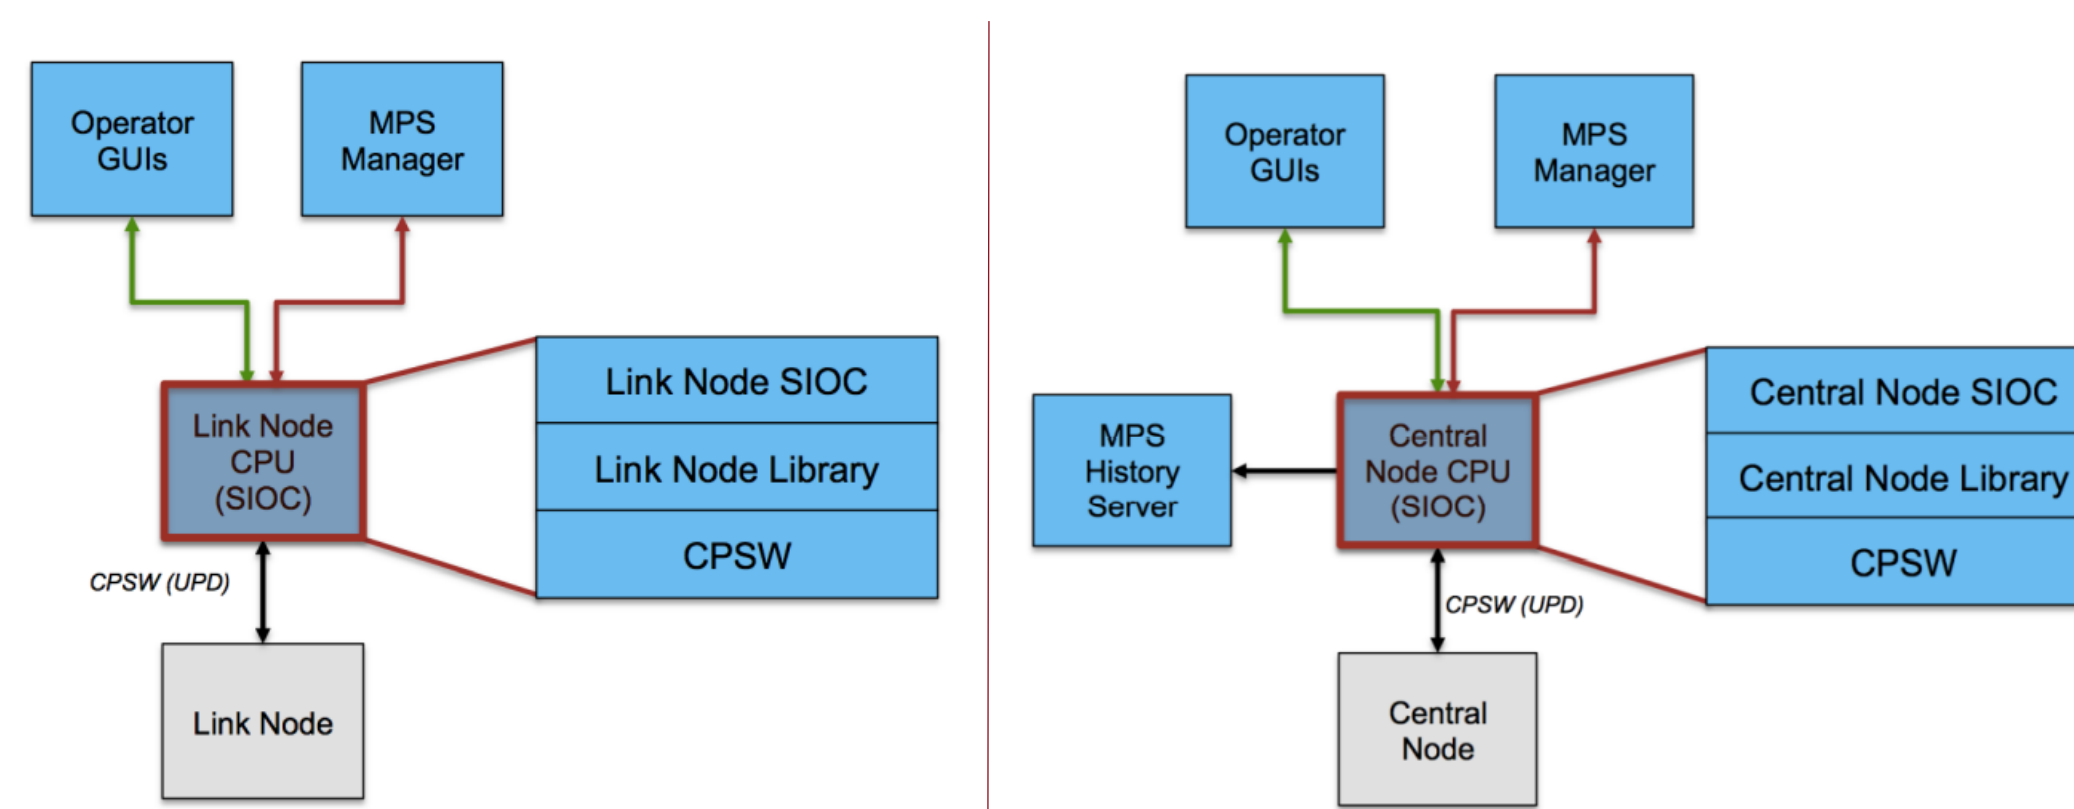 Operator
GUIs
MPS
Manager
Link Node
CPU
(SIOC)
Link Node SIOC
Link Node Library
CPSW
CPSW (UPD)
Link Node
Operator
GUIs
MPS
Manager
MPS
History
Server
Central
Node CPU
(SIOC)
Central Node SIOC
Central Node Library
CPSW
CPSW (UPD)
Central
Node